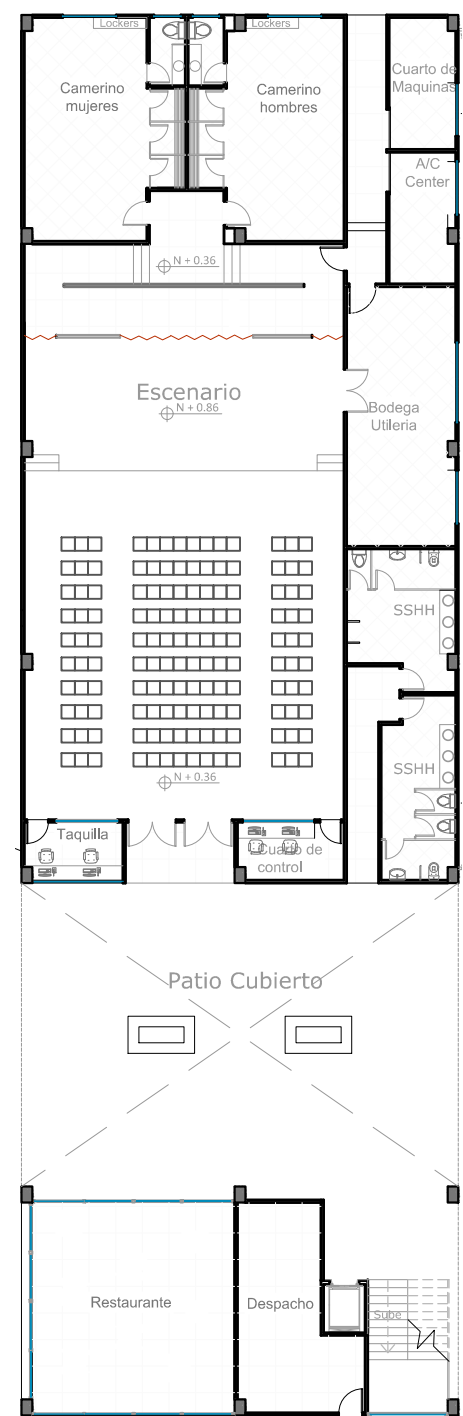 Lockers
Lockers
Camerino
mujeres
Camerino
hombres
Cuarto de
Maquinas
A/C
Center
N + 0.36
Escenario
N + 0.86
Bodega
Utileria
SSHH
SSHH
N + 0.36
Taquilla
Cuarto de
control
Patio Cubierto
Restaurante
Despacho
Sube